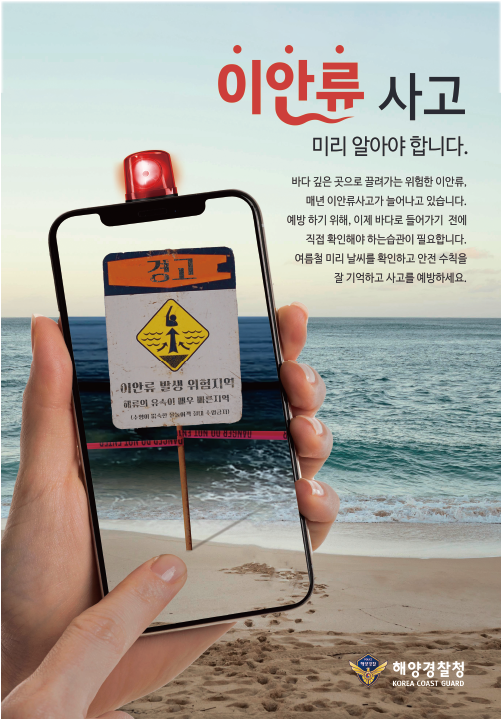 이안류 사고
미리 알아야 합니다.
바다 깊은 곳으로 끌려가는 위험한 이안류,
매년 이안류사고가 늘어나고 있습니다.
예방 하기 위해, 이제 바다로 들어가기 전에
직접 확인해야 하는습관이 필요합니다.
여름철 미리 날씨를 확인하고 안전 수칙을
잘 기억하고 사고를 예방하세요.
경고
이안류 발생 위험지역
해류의 유속이 매우 빠른지역
DANGER DO NOT ENTER
해양경찰청
KOREA COAST GUARD